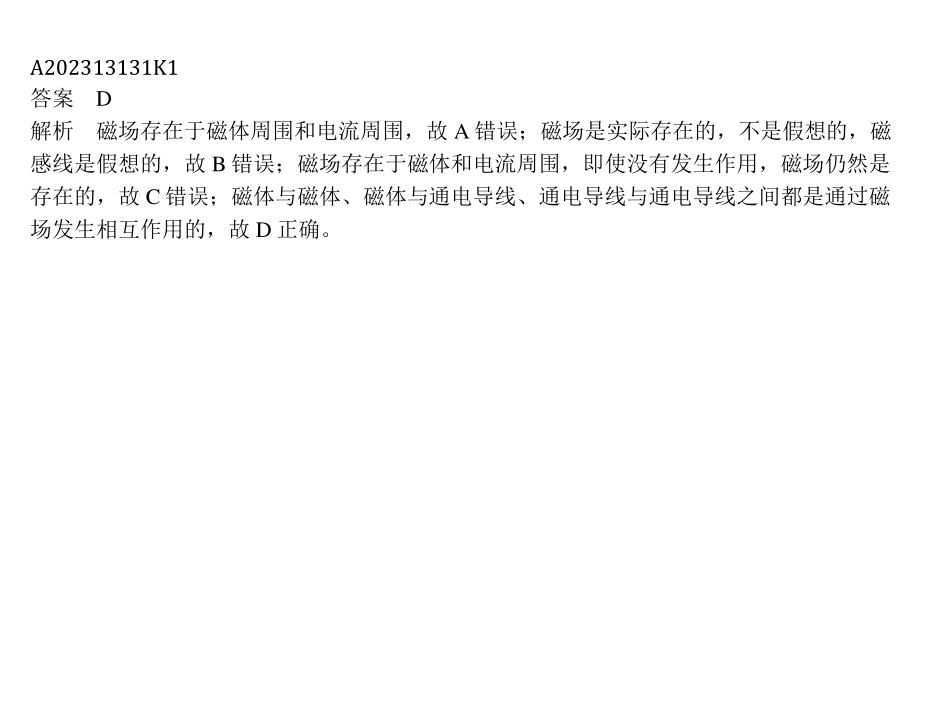 A202313131K1
答案　D
解析　磁场存在于磁体周围和电流周围，故 A 错误；磁场是实际存在的，不是假想的，磁
感线是假想的，故 B 错误；磁场存在于磁体和电流周围，即使没有发生作用，磁场仍然是
存在的，故 C 错误；磁体与磁体、磁体与通电导线、通电导线与通电导线之间都是通过磁
场发生相互作用的，故 D 正确。